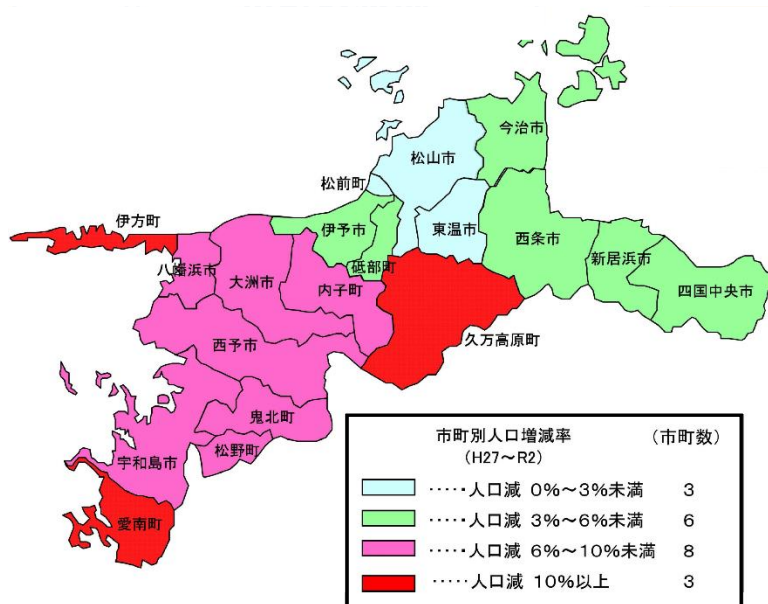 今治市
松山市
松前町
東温市
伊方町
伊予市
西条市
新居浜市
八幡浜市
大洲市
砥部町
内子町
四国中央市
西予市
久万高原町
鬼北町
宇和島市
松野町
愛南町
市町別人口増減率 (市町数)
(H27~R2)
・・・・・人口減 0%~3%未満 3
・・・・・人口減 3%~6%未満 6
・・・・・人口減 6%~10%未満 8
・・・・・人口減 10%以上 3